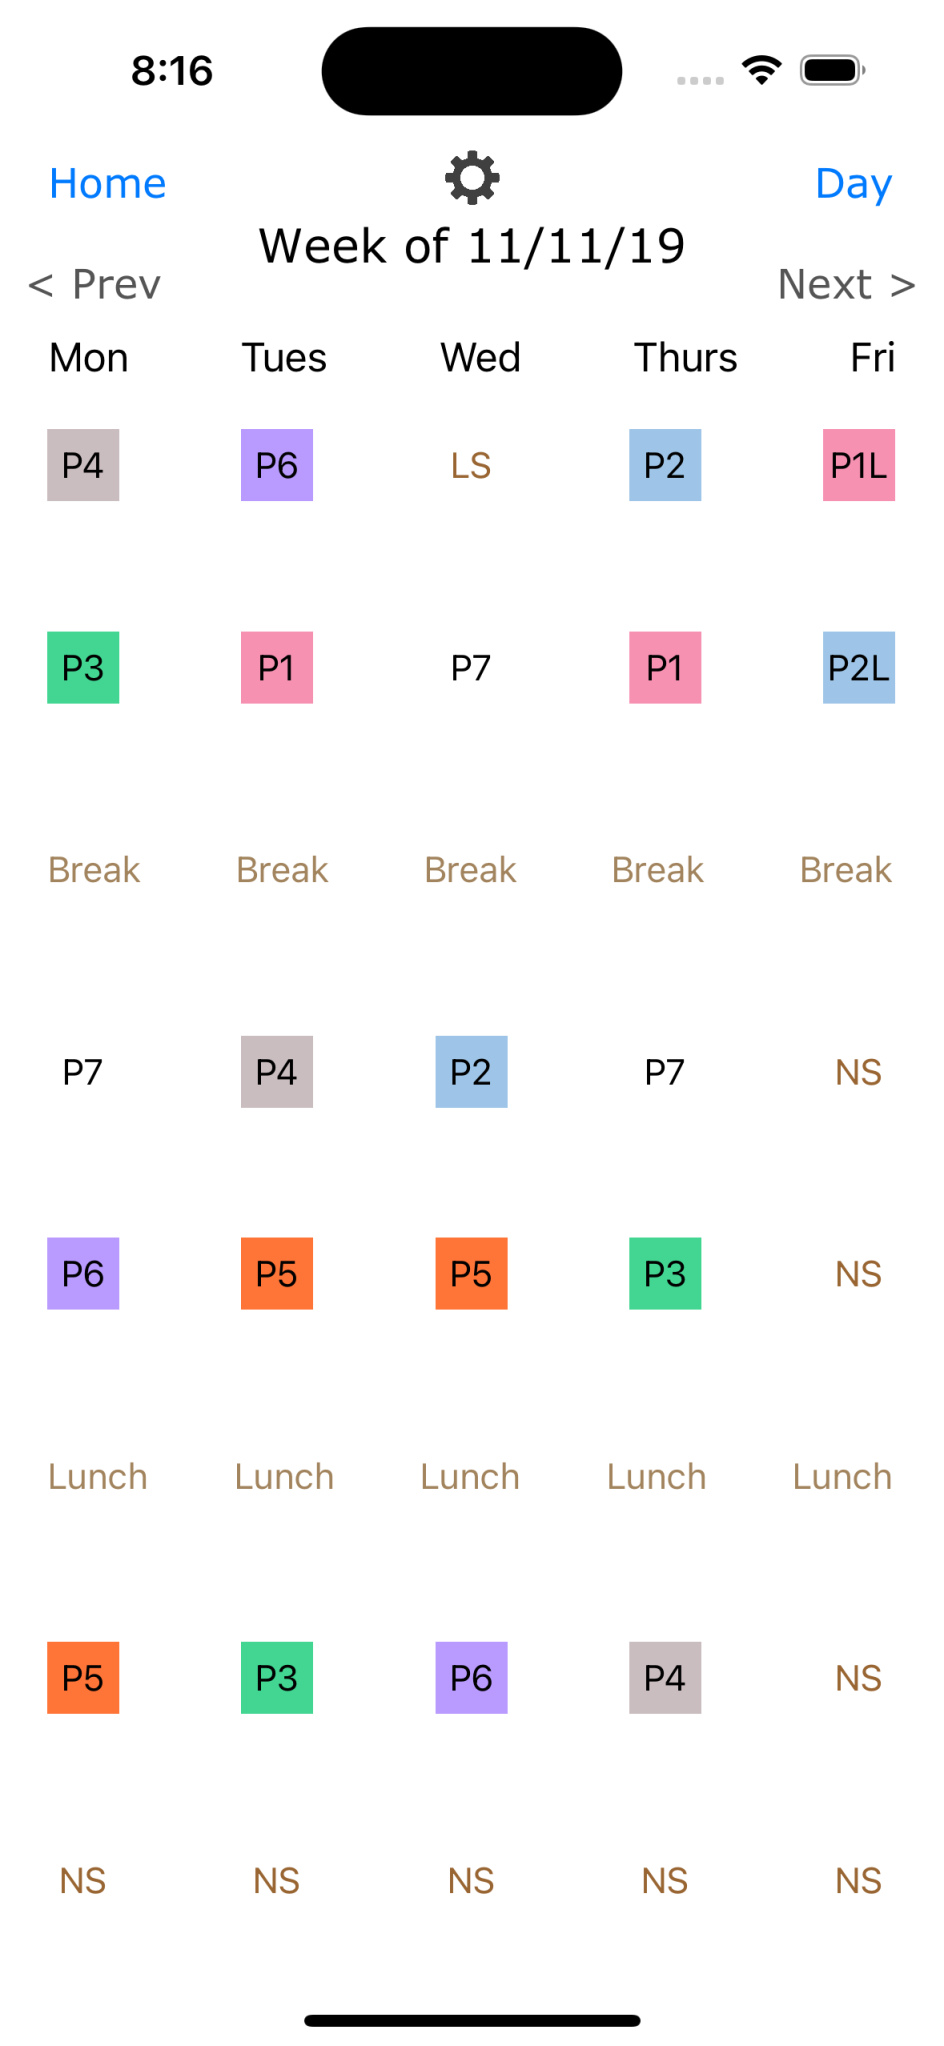 8:16
Home Day
Week of 11/11/19
< Prev Next >
Mon Tues Wed Thurs Fri
P4 P6 LS P2 P1L
P3 P1 P7 P1 P2L
Break Break Break Break Break
P7 P4 P2 P7 NS
P6 P5 P5 P3 NS
Lunch Lunch Lunch Lunch Lunch
P5 P3 P6 P4 NS
NS NS NS NS NS